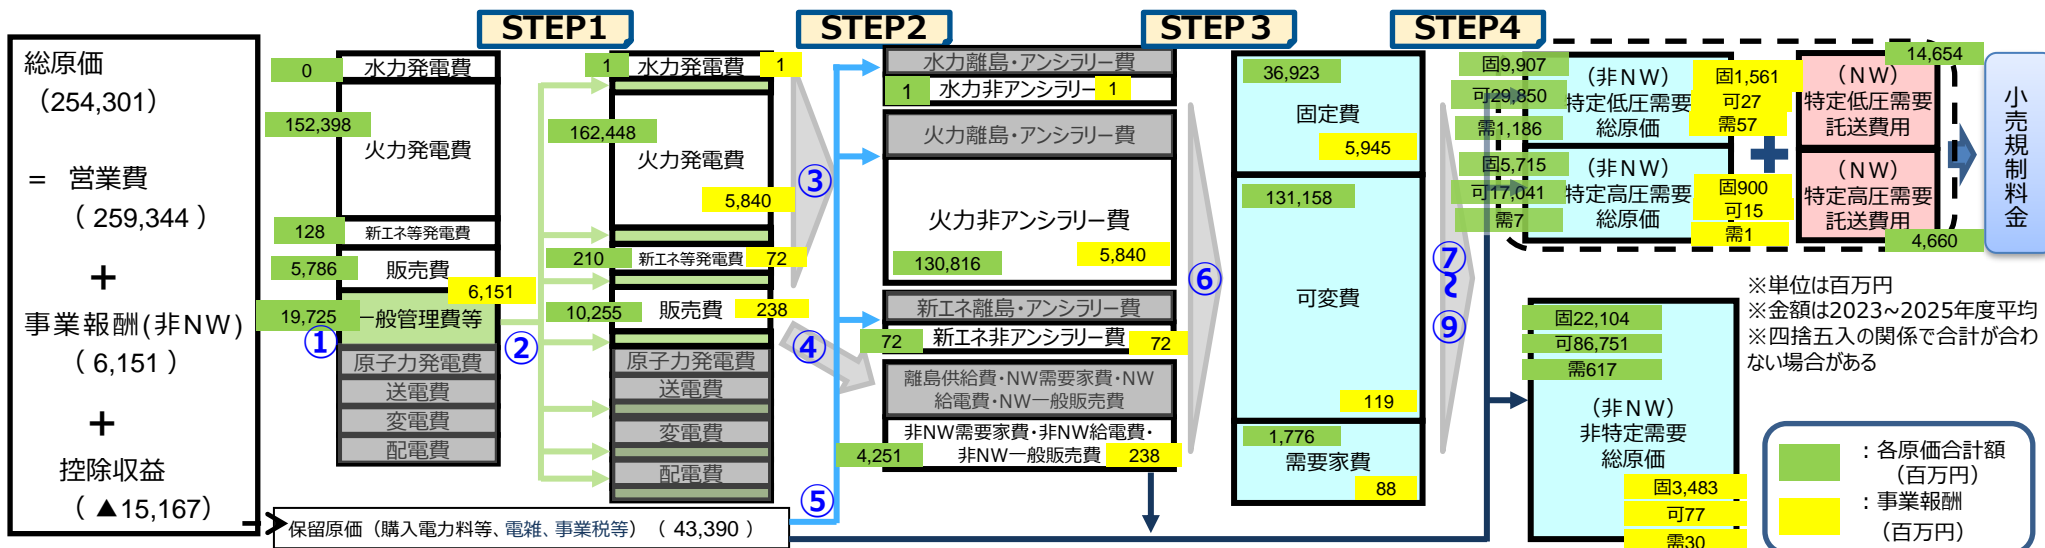 STEP1
STEP2
STEP3
STEP4
総原価
（254,301）
= 営業費
（ 259,344 ）
＋
事業報酬(非NW)
（ 6,151 ）
＋
控除収益
（ ▲15,167）
0
水力発電費
152,398
火力発電費
128
新エネ等発電費
5,786
販売費
6,151
19,725
一般管理費等
①
原子力発電費
送電費
変電費
配電費
②
1
水力発電費
1
162,448
火力発電費
5,840
210
新エネ等発電費
72
10,255
販売費
238
原子力発電費
送電費
変電費
配電費
③
④
⑤
保留原価（購入電力料等、電雑、事業税等）（ 43,390 ）
水力離島・アンシラリー費
1
水力非アンシラリー
1
火力離島・アンシラリー費
火力非アンシラリー費
130,816
5,840
新エネ離島・アンシラリー費
72
新エネ非アンシラリー費
72
離島供給費・NW需要家費・NW
給電費・NW一般販売費
非NW需要家費・非NW給電費・
4,251
非NW一般販売費
238
⑥
36,923
固定費
5,945
131,158
可変費
119
1,776
需要家費
88
⑦
～
⑨
固9,907
可29,850
需1,186
（非NW）
特定低圧需要
総原価
固1,561
可27
需57
固5,715
可17,041
需7
（非NW）
特定高圧需要
総原価
固900
可15
需1
＋
14,654
（NW）
特定低圧需要
託送費用
（NW）
特定高圧需要
託送費用
4,660
小売規制料金
固22,104
可86,751
需617
（非NW）
非特定需要
総原価
固3,483
可77
需30
※単位は百万円
※金額は2023~2025年度平均
※四捨五入の関係で合計が合わ
ない場合がある
：各原価合計額
（百万円）
：事業報酬
（百万円）